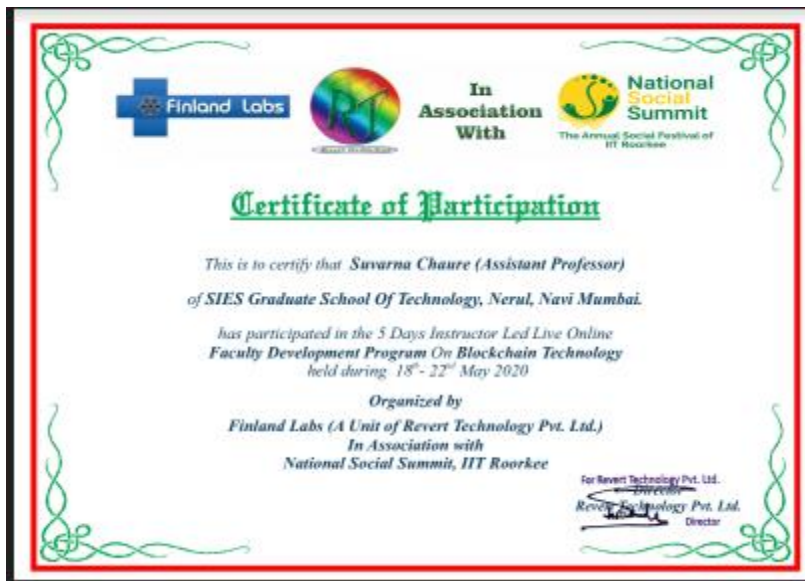 Finland Labs
RT
In
Association
With
National
Social
Summit
The Annual Social Festival of
IIT Roorkee
Certificate of Participation
This is to certify that Suvarna Chaure (Assistant Professor)
of SIES Graduate School Of Technology, Nerul, Navi Mumbai.
has participated in the 5 Days Instructor Led Live Online
Faculty Development Program On Blockchain Technology
held during 18th- 22nd May 2020
Organized by
Finland Labs (A Unit of Revert Technology Pvt. Ltd.)
In Association with
National Social Summit, IIT Roorkee
For Revert Technology Pvt. Ltd.
Director
Revert Technology Pvt. Ltd.
Director